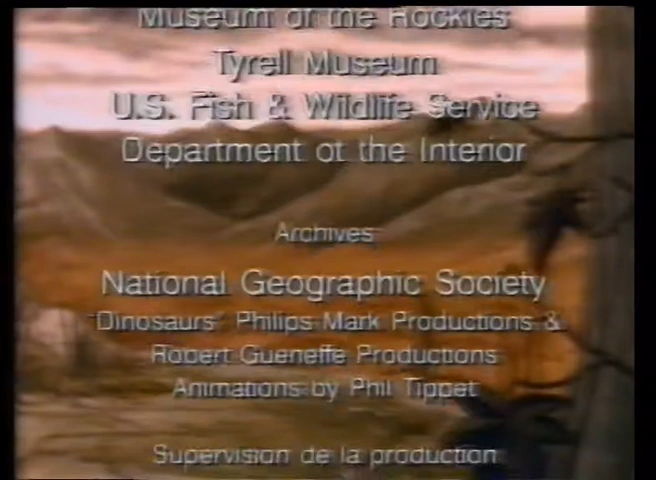 Museum of the Rockies
Tyrell Museum
U.S. Fish & Wildlife Service
Department of the Interior
Archives
National Geographic Society
"Dinosaurs" Philips-Mark Productions &
Robert Gueneffe Productions
Animations by Phil Tippet
Supervision de la production